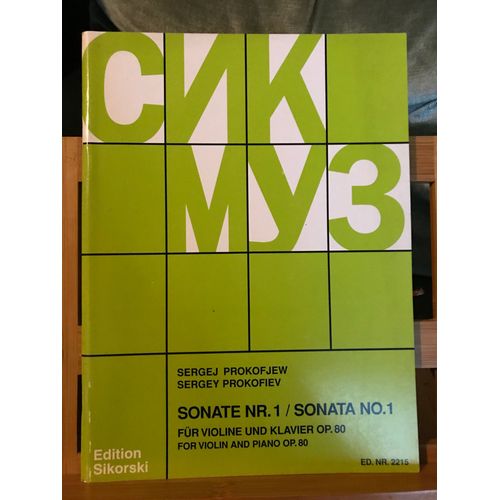 СИК
МУЗ
SERGEJ PROKOFJEW
SERGEY PROKOFIEV
SONATE NR. 1 / SONATA NO. 1
FÜR VIOLINE UND KLAVIER OP. 80
FOR VIOLIN AND PIANO OP. 80
Edition
Sikorski
ED. NR. 2215